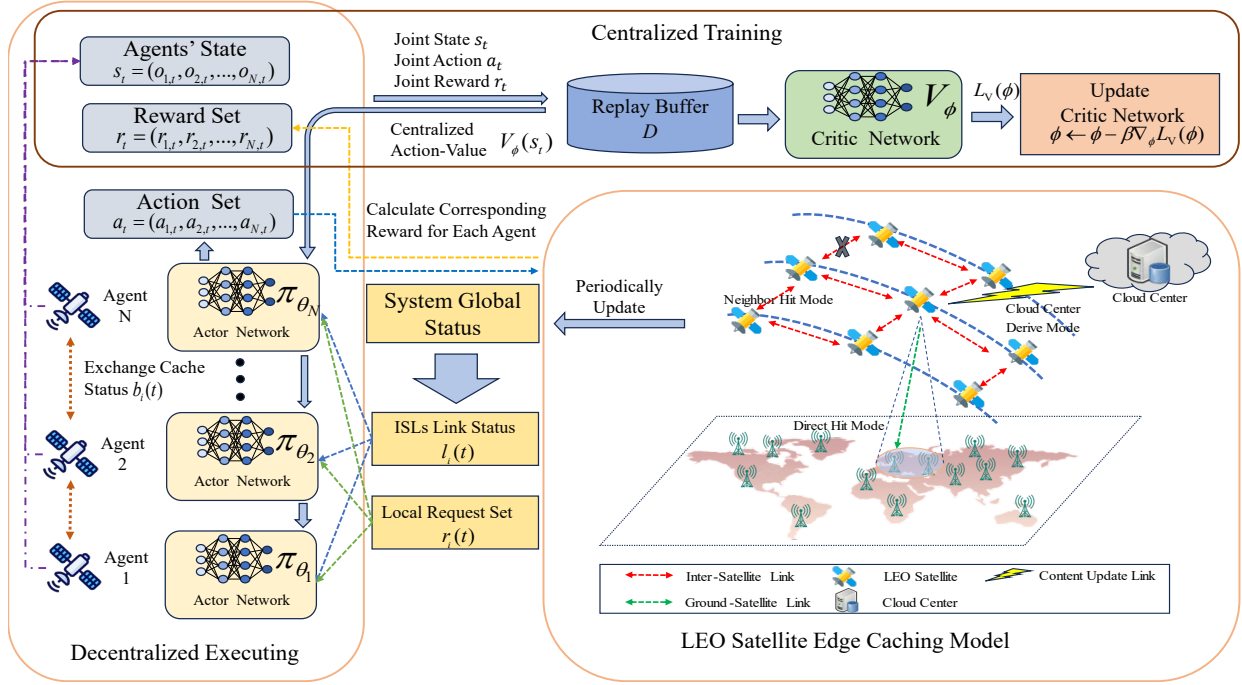 Centralized Training
Agents' State
s_t = (o_{1,t}, o_{2,t}, ..., o_{N,t})
Reward Set
r_t = (r_{1,t}, r_{2,t}, ..., r_{N,t})
Joint State s_t
Joint Action a_t
Joint Reward r_t
Centralized
Action-Value
V_ϕ(s_t)
Replay Buffer
D
V_ϕ
Critic Network
L_V(ϕ)
Update
Critic Network
ϕ ← ϕ − β∇_ϕ L_V(ϕ)
Action Set
a_t = (a_{1,t}, a_{2,t}, ..., a_{N,t})
Calculate Corresponding
Reward for Each Agent
Agent
N
π_{θ_N}
Actor Network
Exchange Cache
Status b_i(t)
Agent
2
π_{θ_2}
Actor Network
Agent
1
π_{θ_1}
Actor Network
Decentralized Executing
System Global
Status
ISLs Link Status
l_i(t)
Local Request Set
r_i(t)
Periodically
Update
Neighbor Hit Mode
Cloud Center
Derive Mode
Cloud Center
Direct Hit Mode
Inter-Satellite Link
LEO Satellite
Content Update Link
Ground-Satellite Link
Cloud Center
LEO Satellite Edge Caching Model